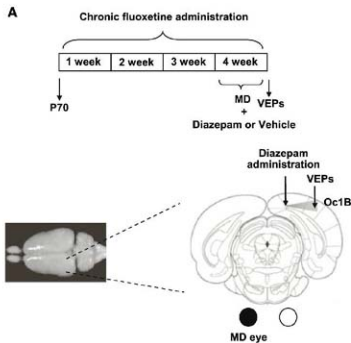 A
Chronic fluoxetine administration
1 week 2 week 3 week 4 week
P70
MD VEPs
+
Diazepam or Vehicle
Diazepam
administration
VEPs
Oc1B
MD eye